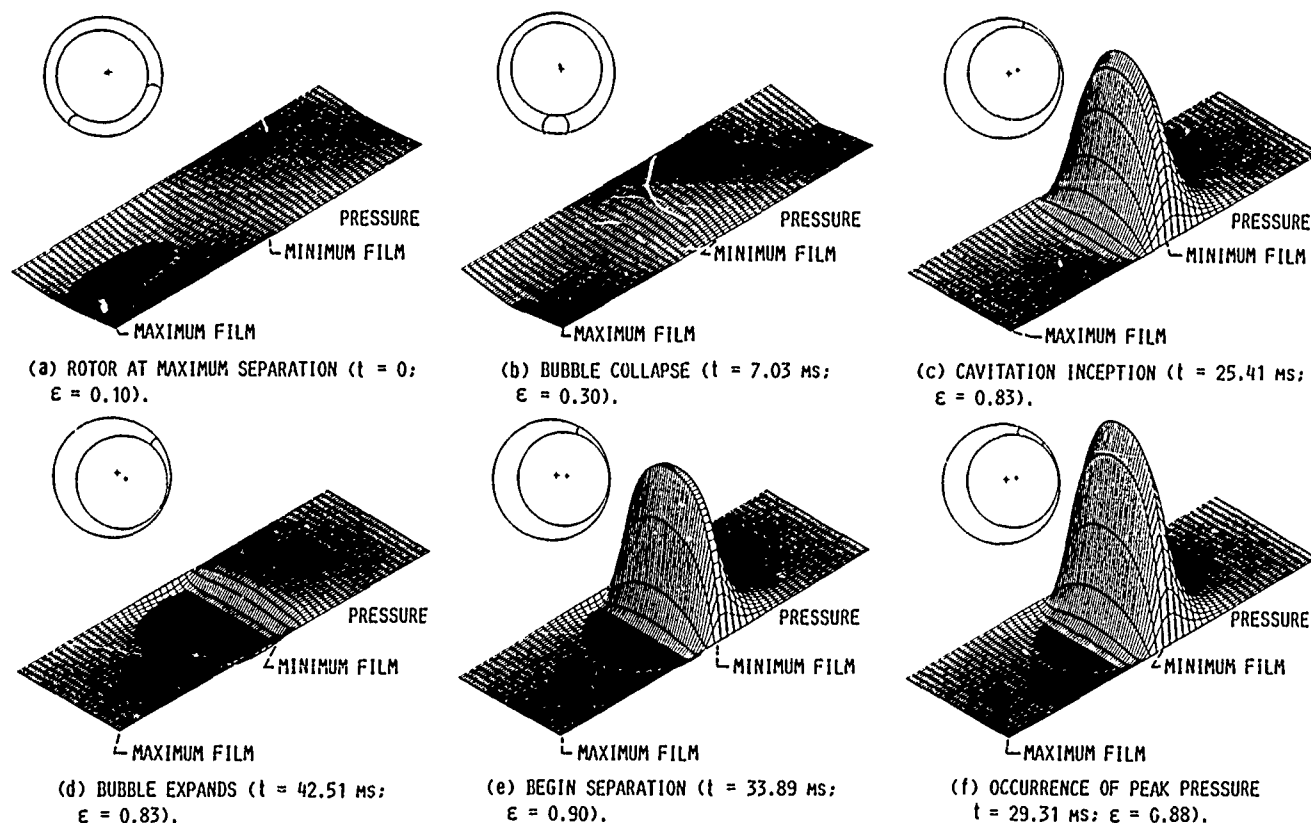 PRESSURE
MINIMUM FILM
MAXIMUM FILM
(a) ROTOR AT MAXIMUM SEPARATION (t = 0;
ε = 0.10).
PRESSURE
MINIMUM FILM
MAXIMUM FILM
(b) BUBBLE COLLAPSE (t = 7.03 MS;
ε = 0.30).
PRESSURE
MINIMUM FILM
MAXIMUM FILM
(c) CAVITATION INCEPTION (t = 25.41 MS;
ε = 0.83).
PRESSURE
MINIMUM FILM
MAXIMUM FILM
(d) BUBBLE EXPANDS (t = 42.51 MS;
ε = 0.83).
PRESSURE
MINIMUM FILM
MAXIMUM FILM
(e) BEGIN SEPARATION (t = 33.89 MS;
ε = 0.90).
PRESSURE
MINIMUM FILM
MAXIMUM FILM
(f) OCCURRENCE OF PEAK PRESSURE
t = 29.31 MS; ε = 0.88).